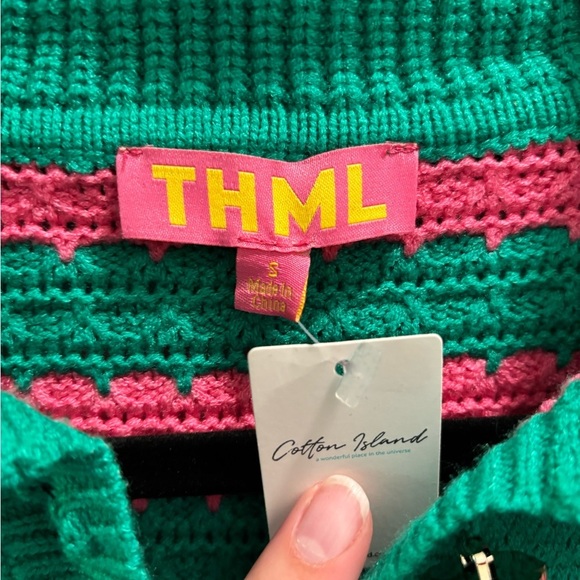 THML
S
Made In
China
Cotton Island
a wonderful place in the universe